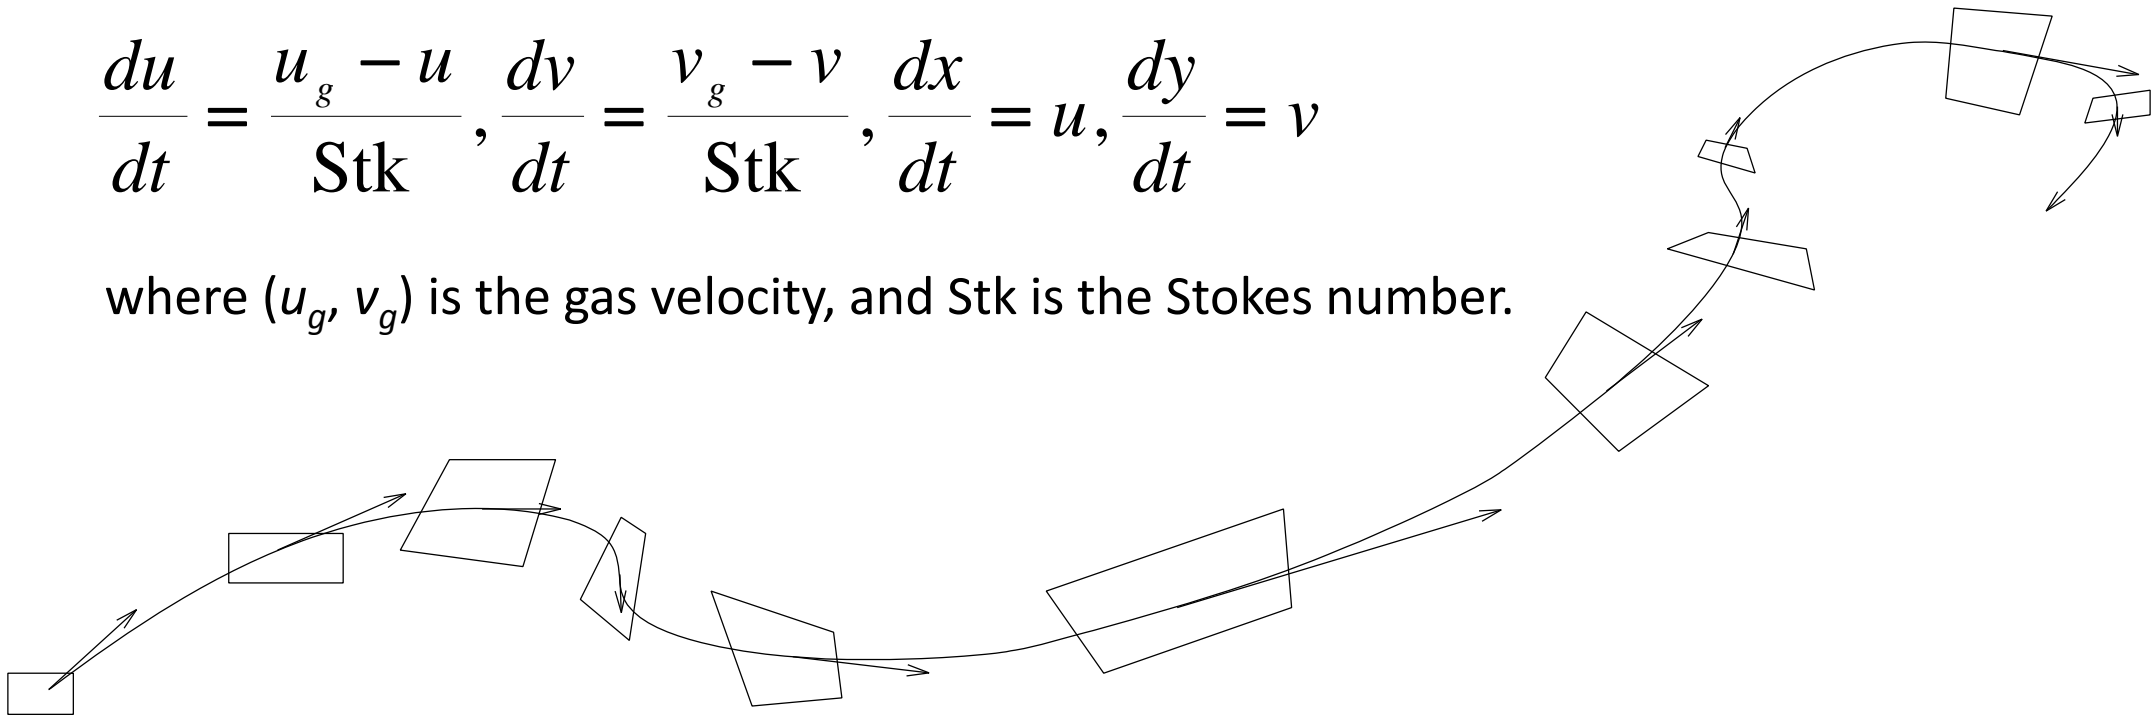 du/dt = (u_g − u)/Stk, dv/dt = (v_g − v)/Stk, dx/dt = u, dy/dt = v
where (u_g, v_g) is the gas velocity, and Stk is the Stokes number.